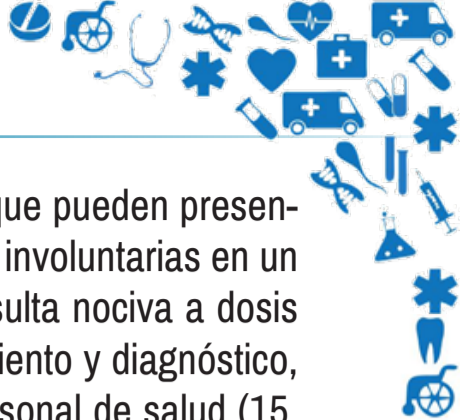 que pueden presen-
involuntarias en un
sulta nociva a dosis
iento y diagnóstico,
sonal de salud (15,